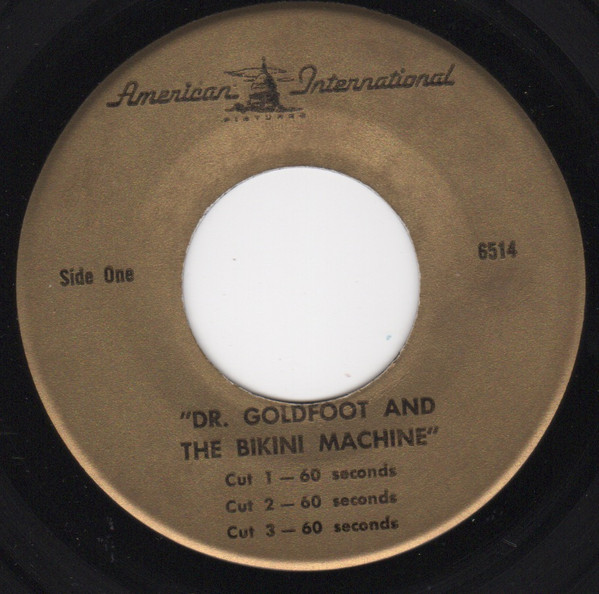 American International
PICTURES
Side One
6514
"DR. GOLDFOOT AND
THE BIKINI MACHINE"
Cut 1 — 60 seconds
Cut 2 — 60 seconds
Cut 3 — 60 seconds